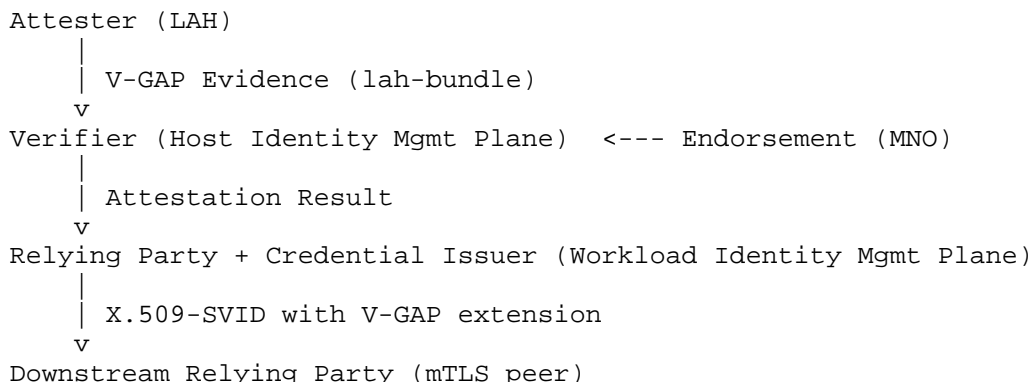 Attester (LAH)
|
| V-GAP Evidence (lah-bundle)
v
Verifier (Host Identity Mgmt Plane) <--- Endorsement (MNO)
|
| Attestation Result
v
Relying Party + Credential Issuer (Workload Identity Mgmt Plane)
|
| X.509-SVID with V-GAP extension
v
Downstream Relying Party (mTLS peer)